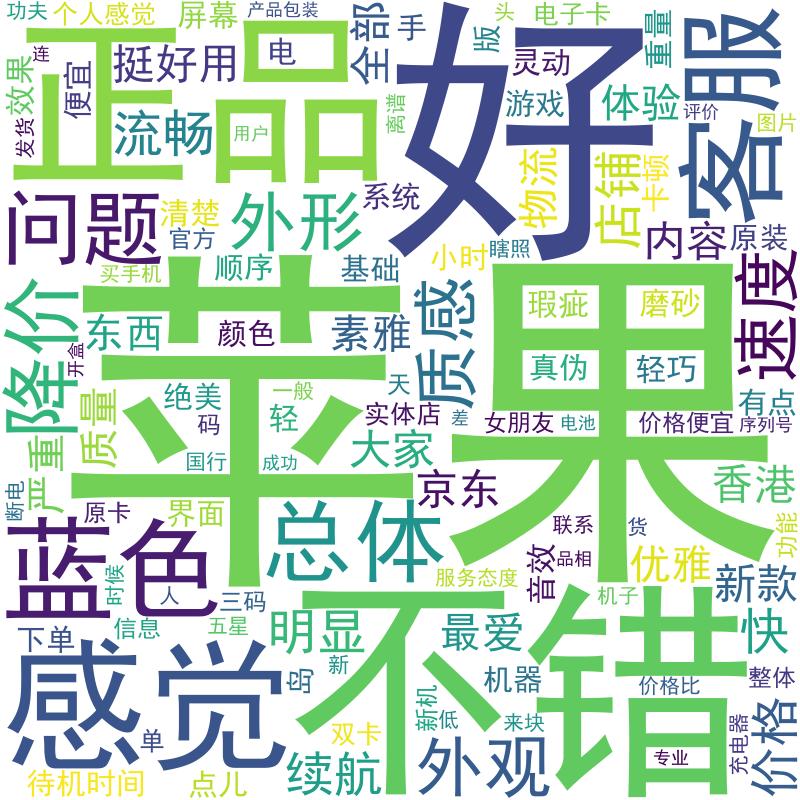 功夫
个人感觉
屏幕
产品包装
头
电子卡
正品
好
客服
全部
手
版
重量
电
挺好用
灵动
效果
便宜
连
流畅
游戏
体验
评价
图片
发货
用户
离谱
物流
店铺
卡顿
问题
清楚
官方
外形
系统
小时
瞎照
内容
原装
买手机
顺序
基础
降价
东西
颜色
素雅
质感
速度
瑕疵
磨砂
真伪
轻巧
开盒
苹果
绝美
一般
天
轻
码
实体店
差
女朋友
电池
价格便宜
有点
序列号
质量
严重
国行
成功
大家
京东
香港
断电
原卡
界面
总体
联系
货
功能
蓝色
音效
品相
优雅
服务态度
新款
时候
人
三码
机子
不错
快
下单
信息
五星
明显
最爱
感觉
新
岛
机器
价格比
整体
单
双卡
新机
低
来块
外观
价格
充电器
专业
待机时间
点儿
续航